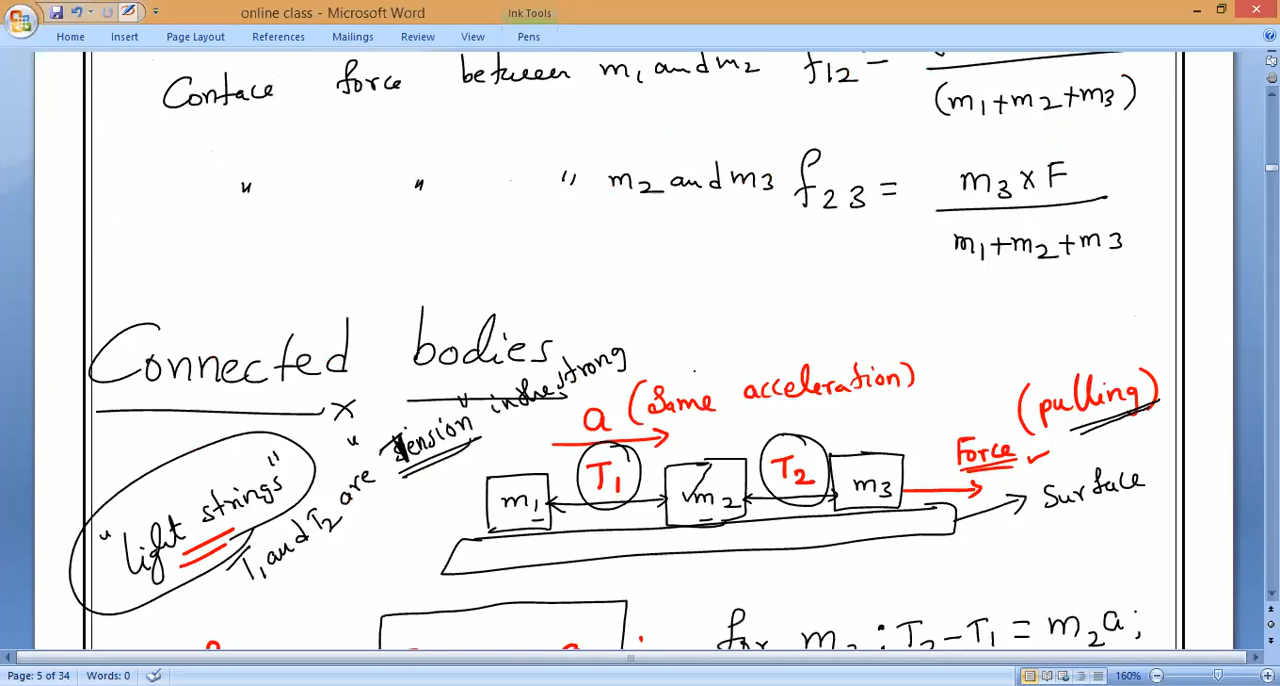 online class - Microsoft Word
Ink Tools
Home Insert Page Layout References Mailings Review View Pens
Contace force between m1 and m2 f12 =
(m1+m2+m3)
" " " m2 and m3 f23 = m3 x F
m1+m2+m3
Connected bodies
a (Same acceleration)
(pulling)
Force
"light strings"
T1 and T2 are "Tension" in the strong
m1 T1 m2 T2 m3
Surface
for m2 : T2 - T1 = m2a;
Page: 5 of 34 Words: 0 160%